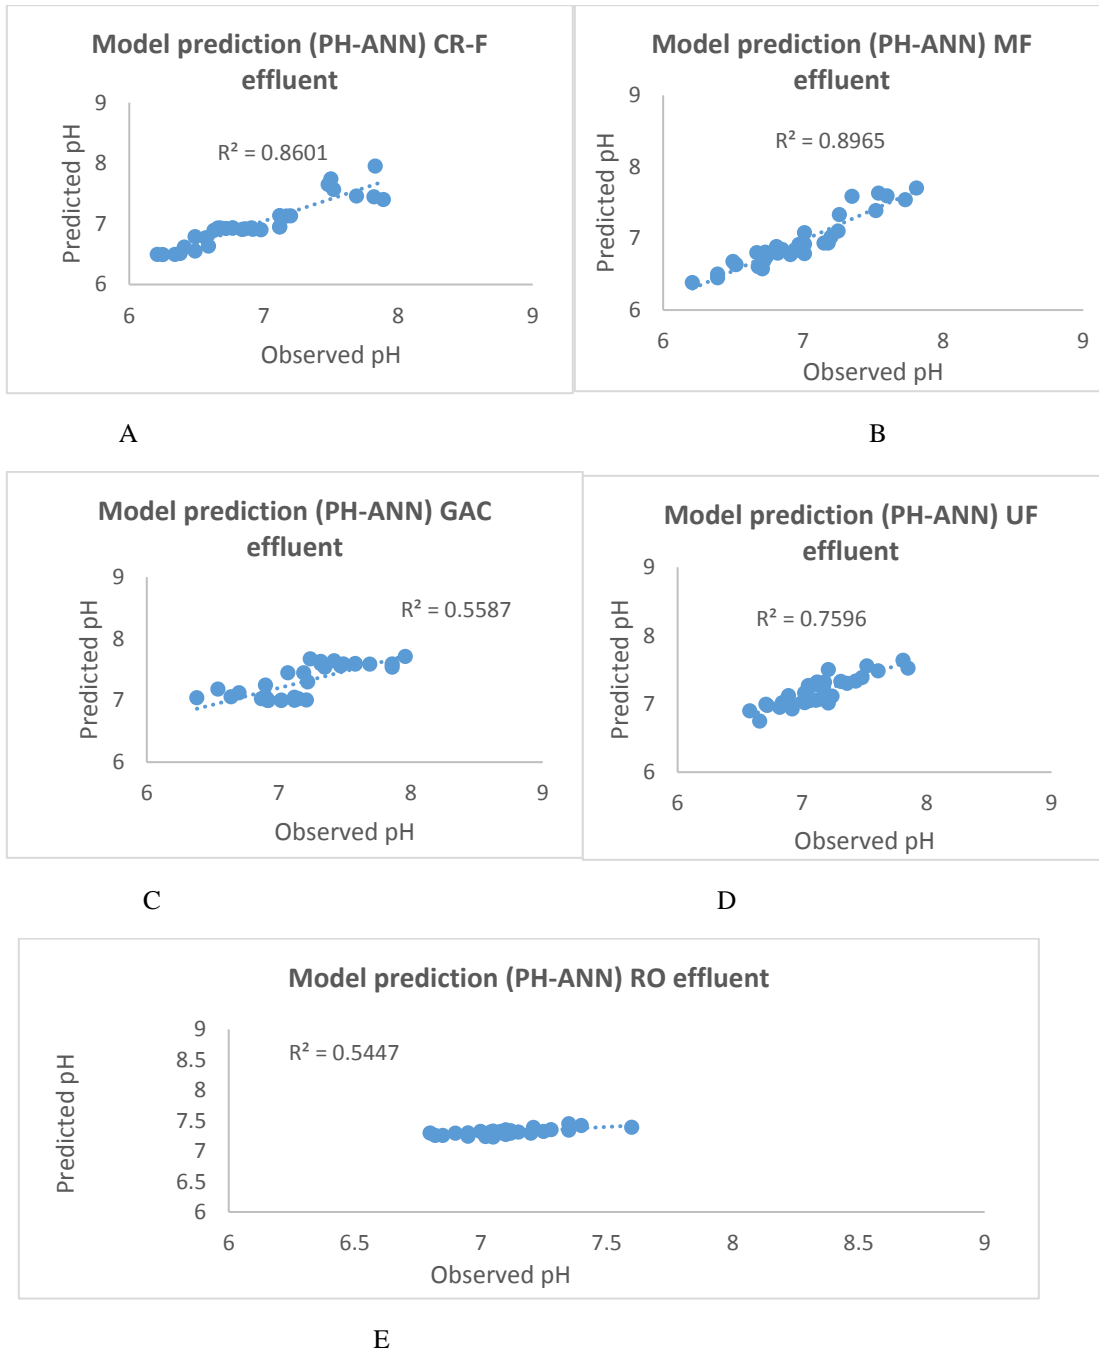 Model prediction (PH-ANN) CR-F
effluent
9
8
7
6
Predicted pH
R² = 0.8601
6
7
8
9
Observed pH
A
Model prediction (PH-ANN) MF
effluent
9
8
7
6
Predicted pH
R² = 0.8965
6
7
8
9
Observed pH
B
Model prediction (PH-ANN) GAC
effluent
9
8
7
6
Predicted pH
R² = 0.5587
6
7
8
9
Observed pH
C
Model prediction (PH-ANN) UF
effluent
9
8
7
6
Predicted pH
R² = 0.7596
6
7
8
9
Observed pH
D
Model prediction (PH-ANN) RO effluent
9
8.5
8
7.5
7
6.5
6
Predicted pH
R² = 0.5447
6
6.5
7
7.5
8
8.5
9
Observed pH
E